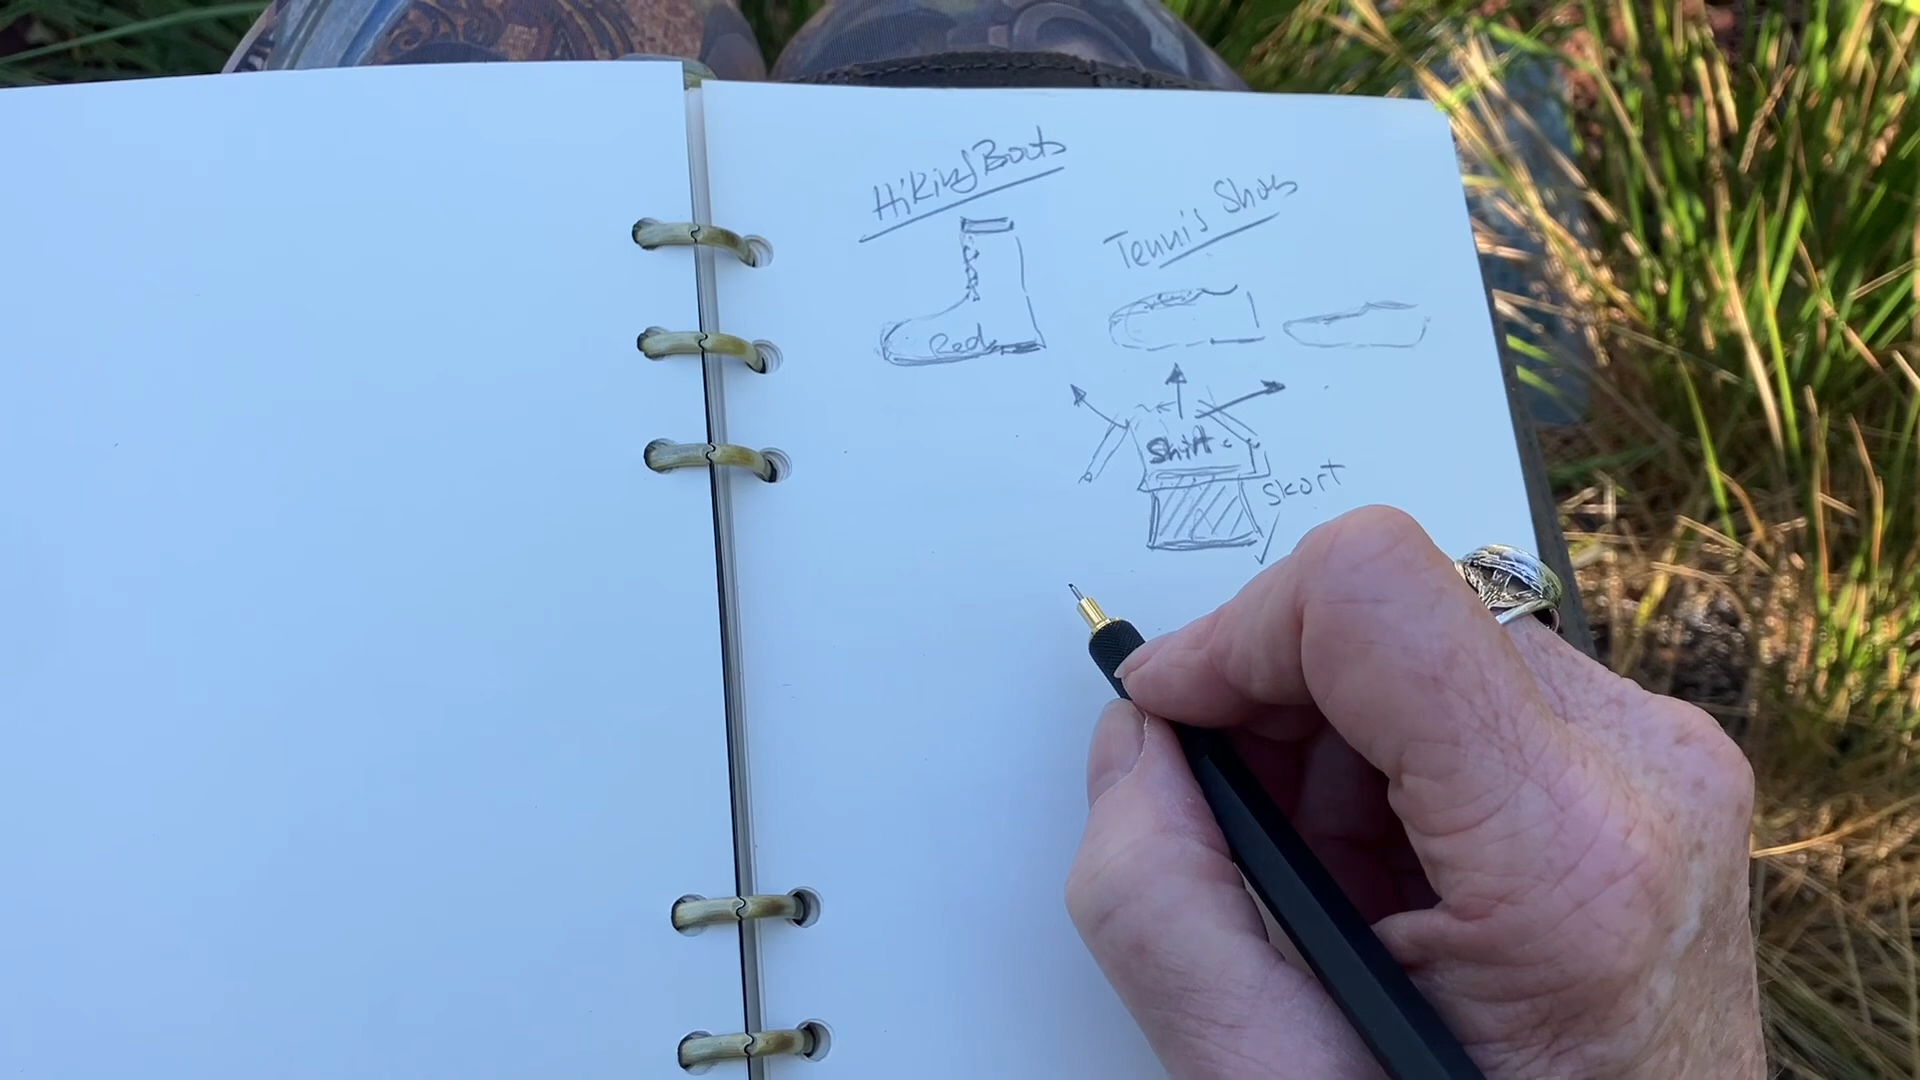 Hiking Boots
Tennis Shoes
Red
Shirt
Skort